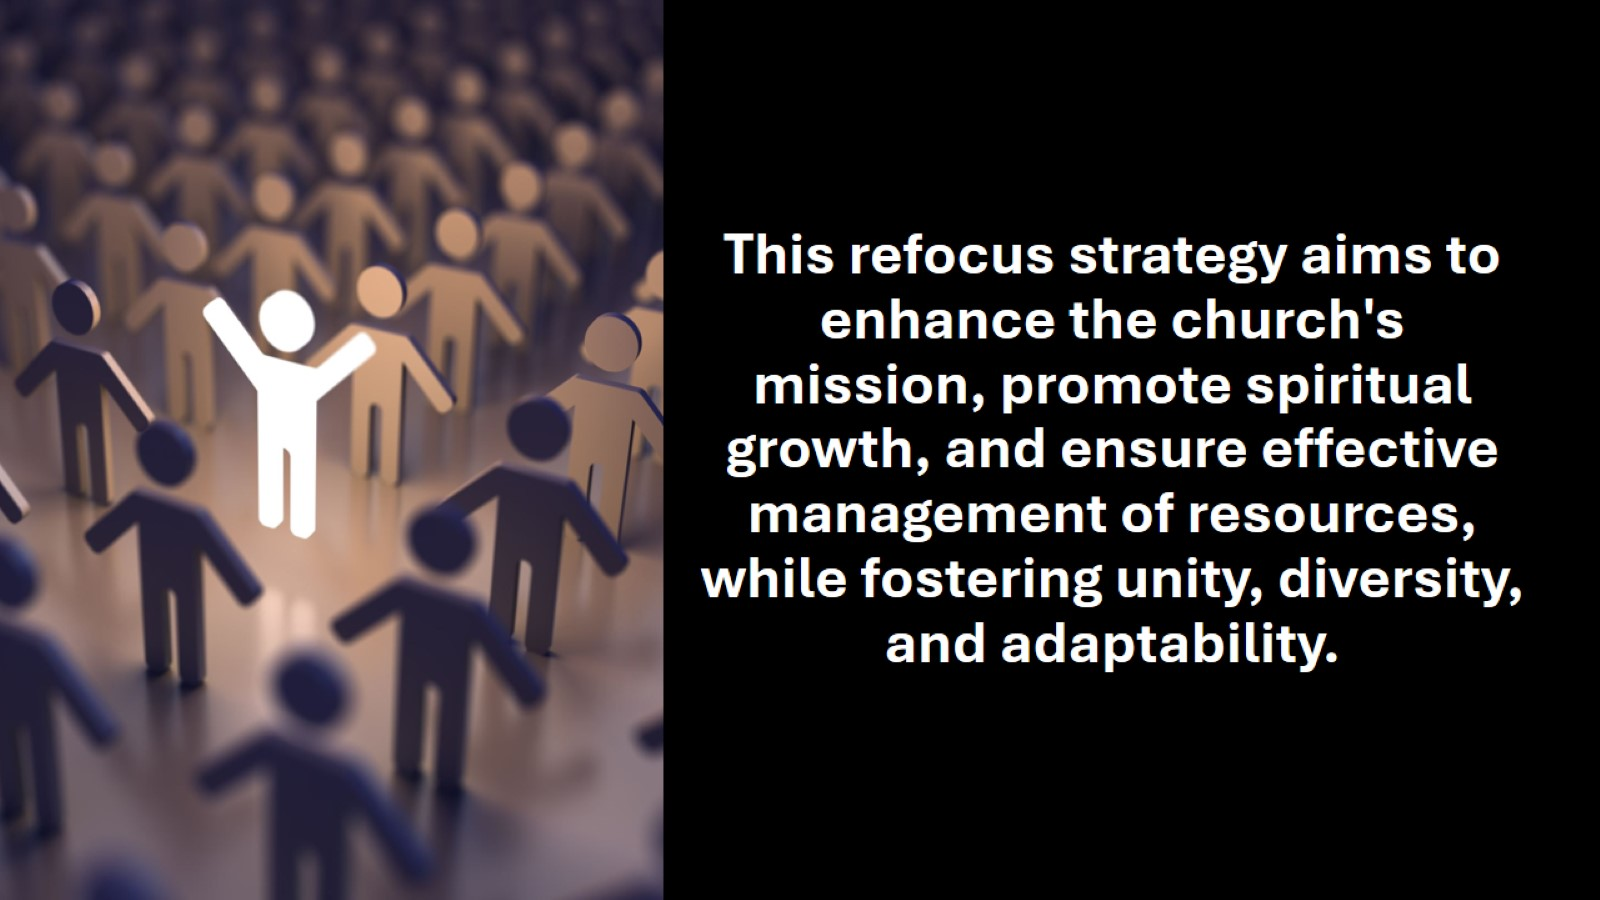 This refocus strategy aims to
enhance the church's
mission, promote spiritual
growth, and ensure effective
management of resources,
while fostering unity, diversity,
and adaptability.